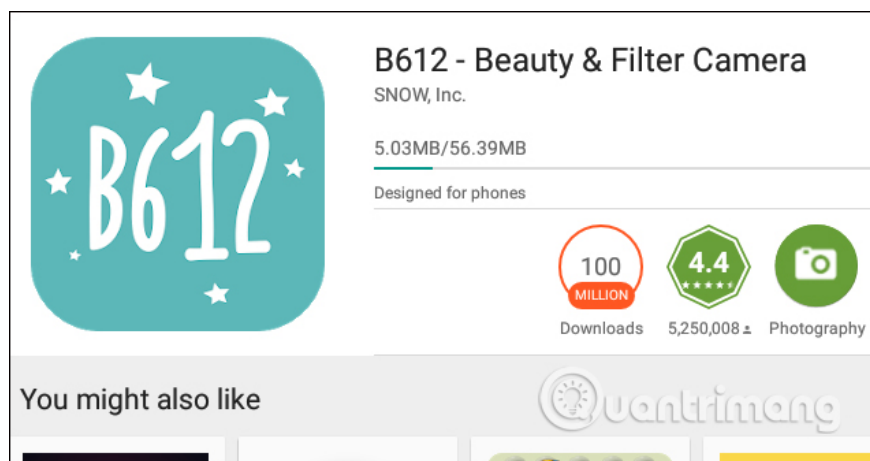 B612
B612 - Beauty & Filter Camera
SNOW, Inc.
5.03MB/56.39MB
Designed for phones
100
MILLION
Downloads
4.4
5,250,008
Photography
You might also like
Quantrimang